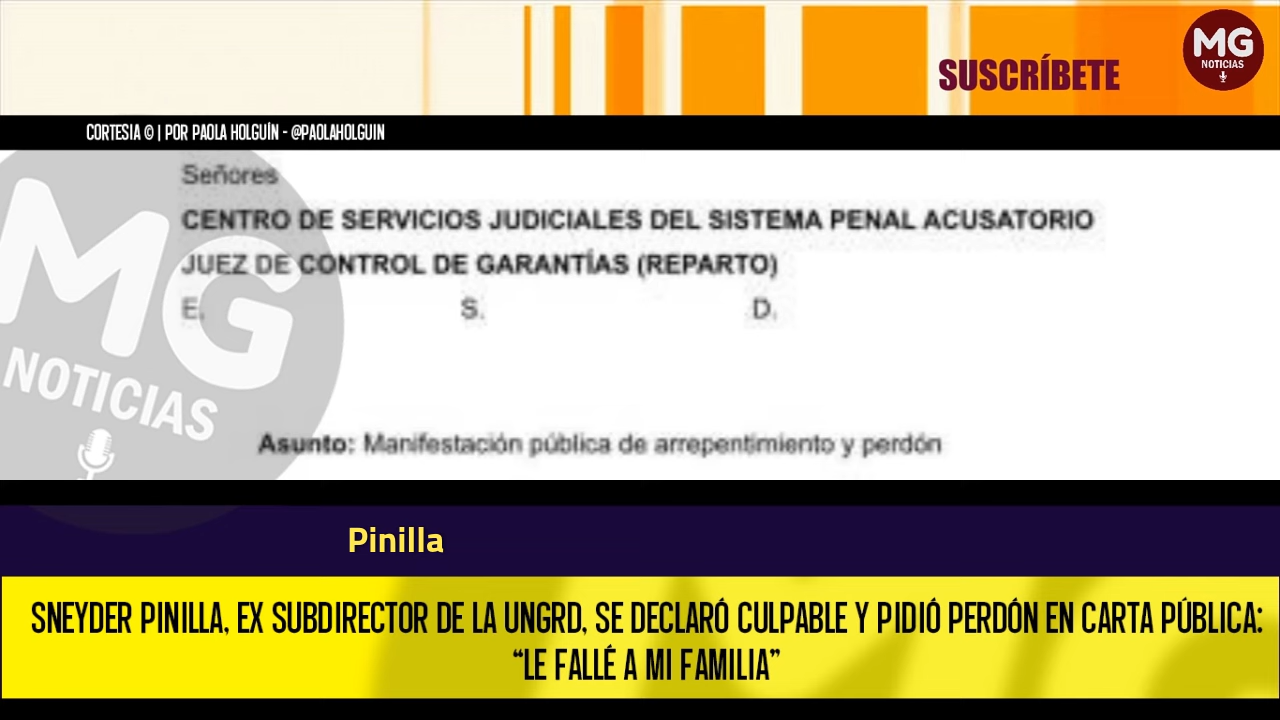 SUSCRÍBETE
MG
NOTICIAS
CORTESIA © | POR PAOLA HOLGUÍN - @PAOLAHOLGUIN
Señores
CENTRO DE SERVICIOS JUDICIALES DEL SISTEMA PENAL ACUSATORIO
JUEZ DE CONTROL DE GARANTÍAS (REPARTO)
E. S. D.
MG
NOTICIAS
Asunto: Manifestación pública de arrepentimiento y perdón
Pinilla
SNEYDER PINILLA, EX SUBDIRECTOR DE LA UNGRD, SE DECLARÓ CULPABLE Y PIDIÓ PERDÓN EN CARTA PÚBLICA:
“LE FALLÉ A MI FAMILIA”